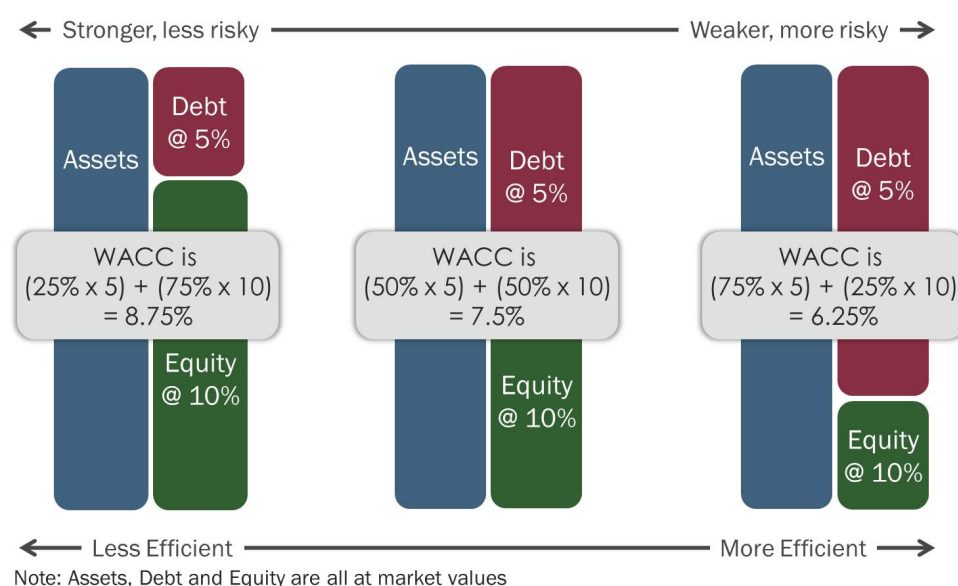 Stronger, less risky
Weaker, more risky
Assets
Debt
@ 5%
WACC is
(25% x 5) + (75% x 10)
= 8.75%
Equity
@ 10%
Assets
Debt
@ 5%
WACC is
(50% x 5) + (50% x 10)
= 7.5%
Equity
@ 10%
Assets
Debt
@ 5%
WACC is
(75% x 5) + (25% x 10)
= 6.25%
Equity
@ 10%
Less Efficient
More Efficient
Note: Assets, Debt and Equity are all at market values